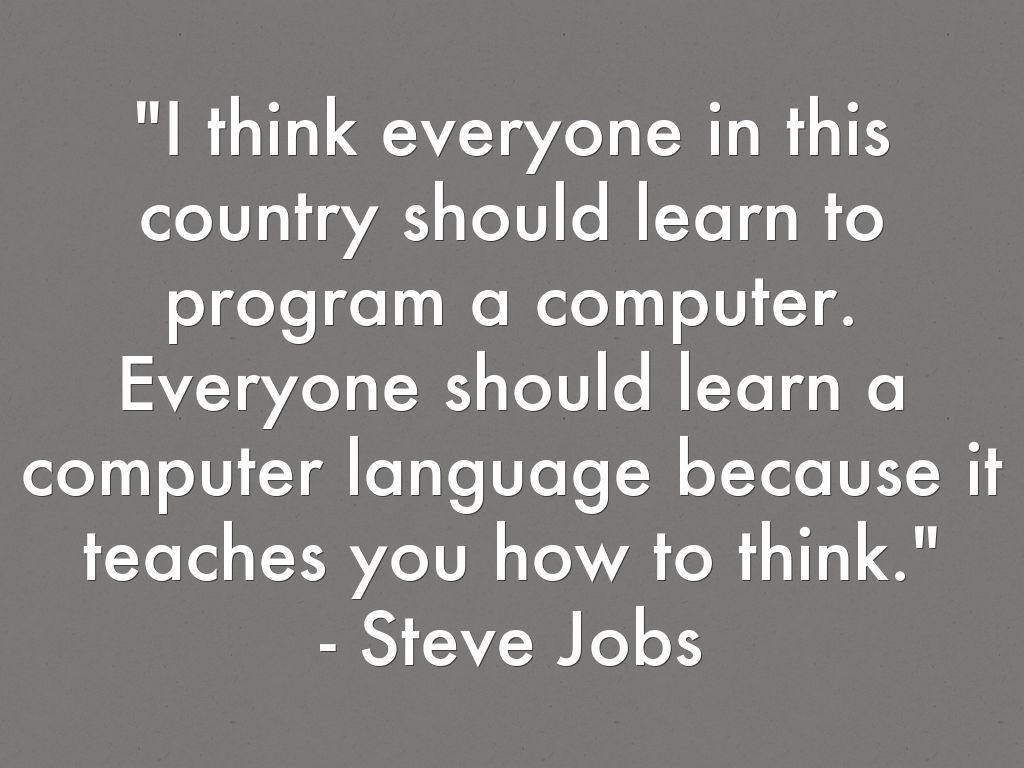 "I think everyone in this
country should learn to
program a computer.
Everyone should learn a
computer language because it
teaches you how to think."
- Steve Jobs